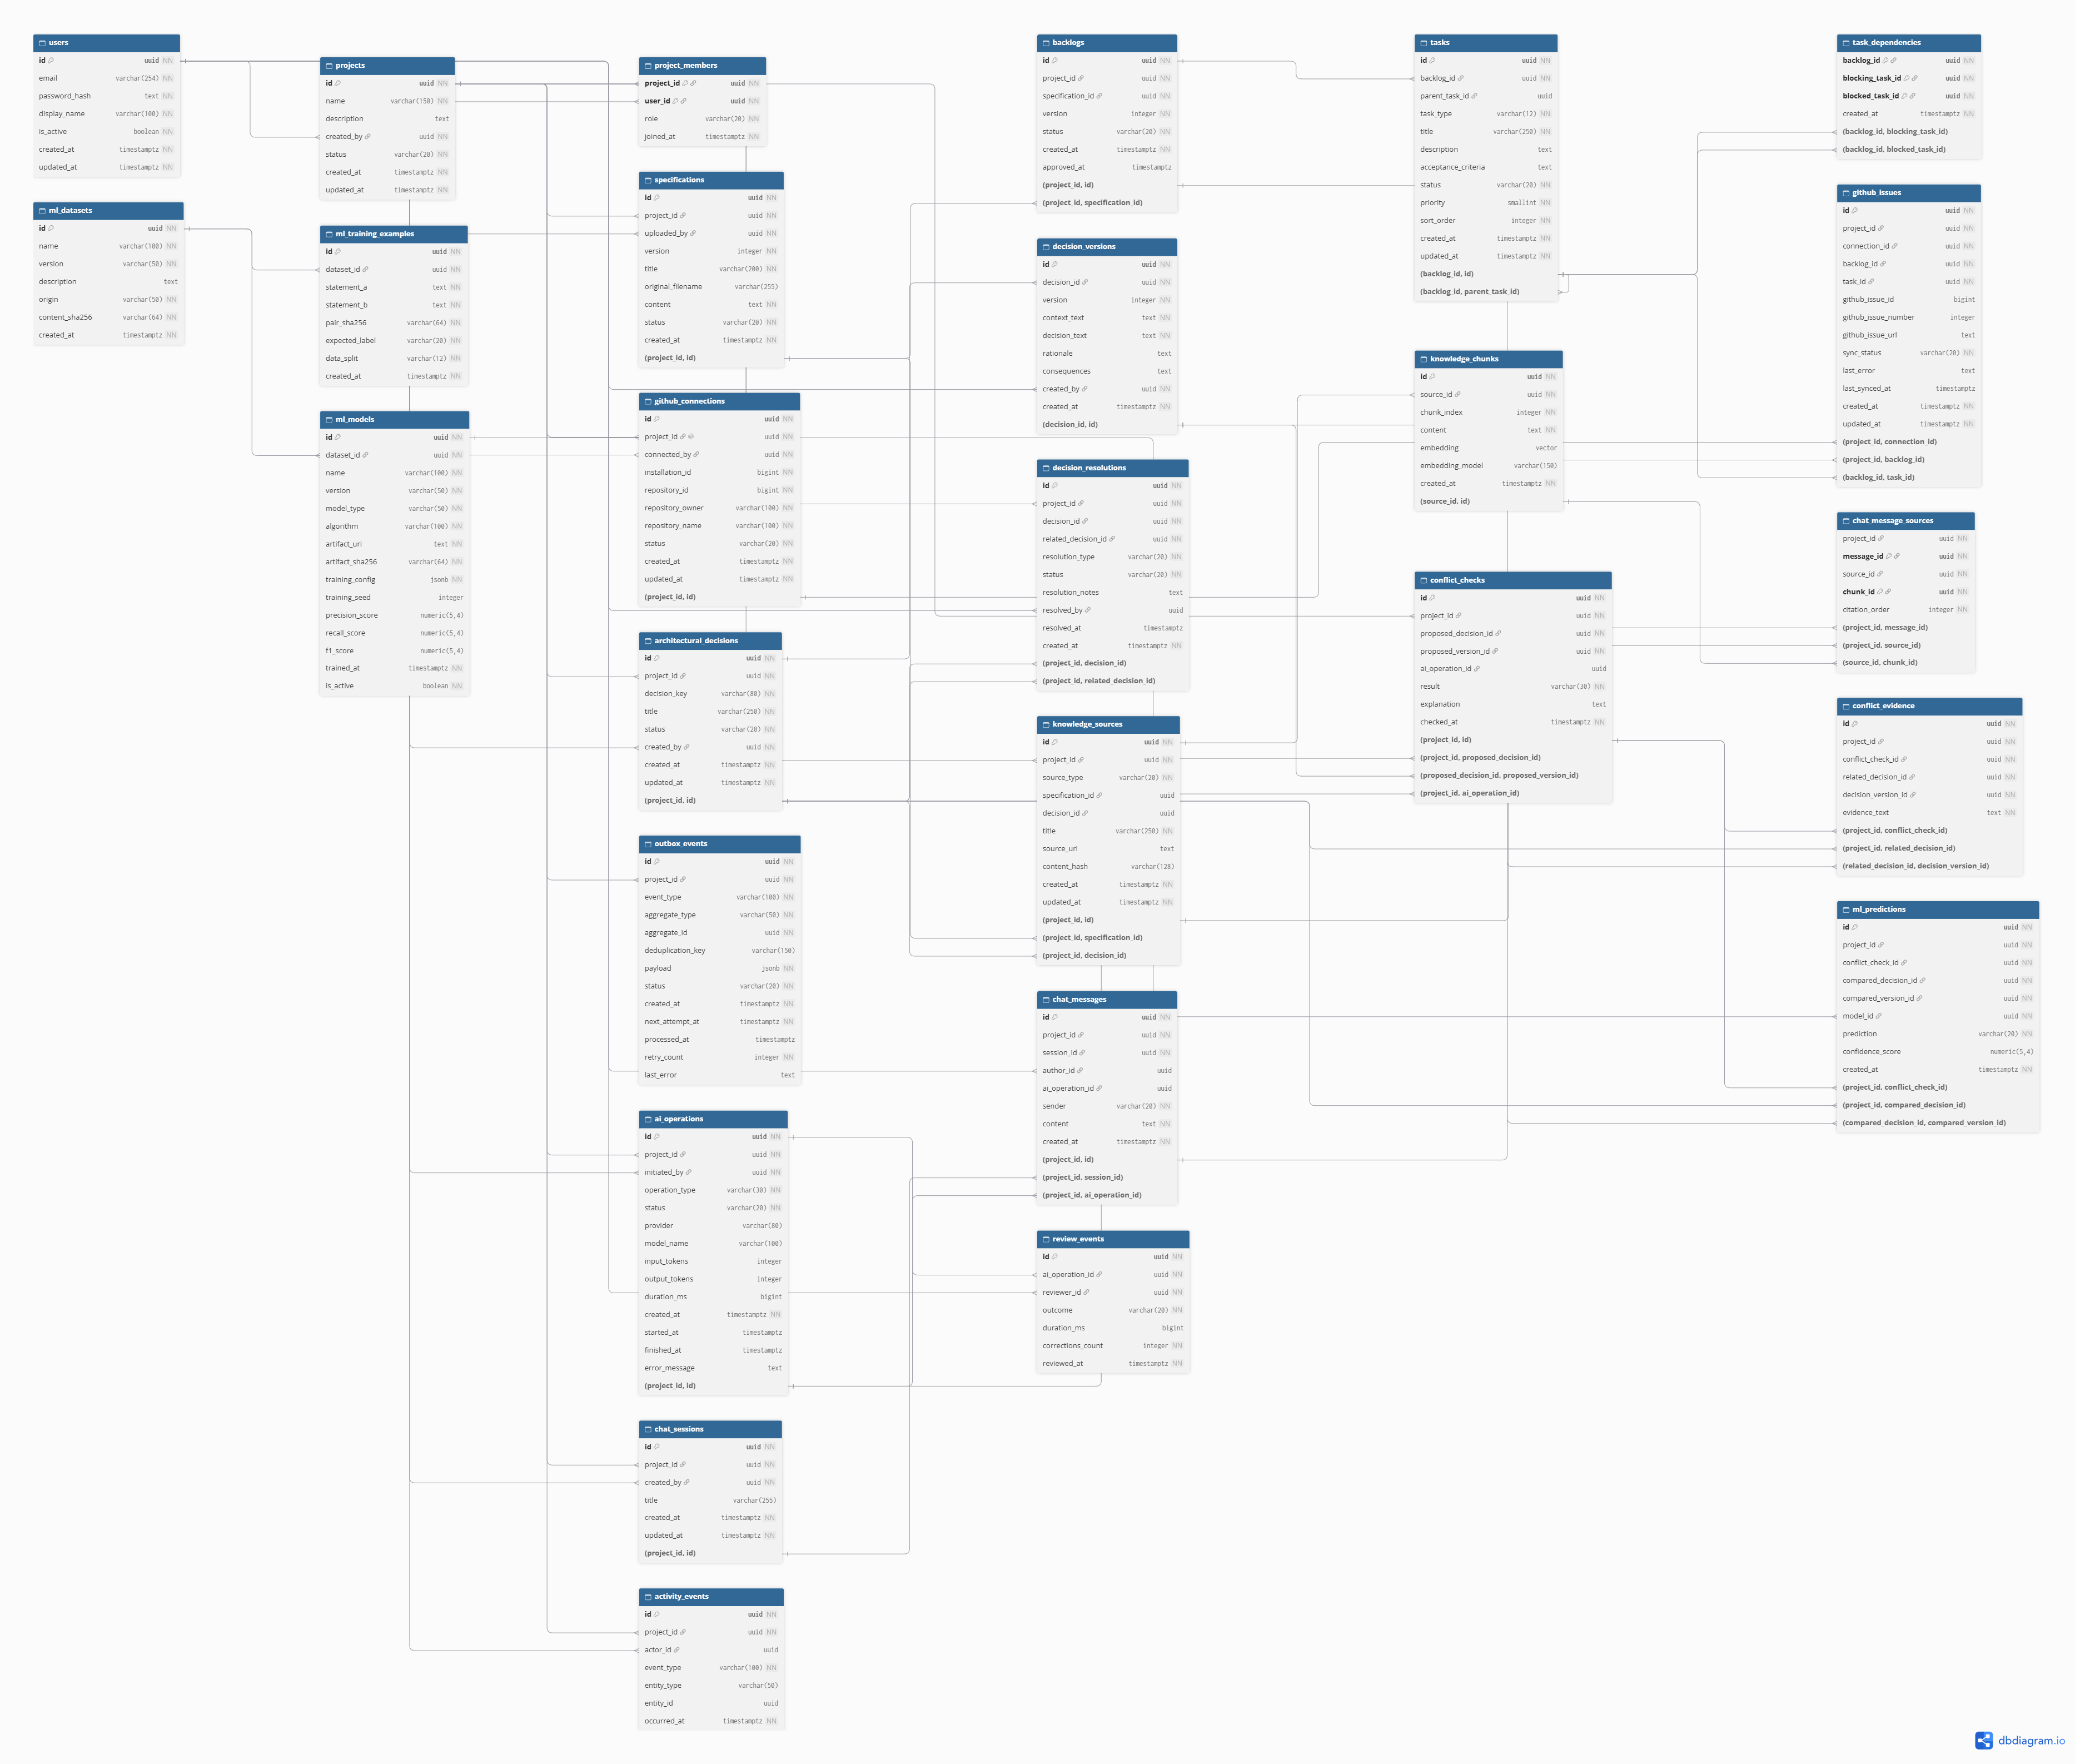 users
id uuid NN
email varchar(254) NN
password_hash text NN
display_name varchar(100) NN
is_active boolean NN
created_at timestamptz NN
updated_at timestamptz NN
ml_datasets
id uuid NN
name varchar(100) NN
version varchar(50) NN
description text
origin varchar(50) NN
content_sha256 varchar(64) NN
created_at timestamptz NN
projects
id uuid NN
name varchar(150) NN
description text
created_by uuid NN
status varchar(20) NN
created_at timestamptz NN
updated_at timestamptz NN
ml_training_examples
id uuid NN
dataset_id uuid NN
statement_a text NN
statement_b text NN
pair_sha256 varchar(64) NN
expected_label varchar(20) NN
data_split varchar(12) NN
created_at timestamptz NN
ml_models
id uuid NN
dataset_id uuid NN
name varchar(100) NN
version varchar(50) NN
model_type varchar(50) NN
algorithm varchar(100) NN
artifact_uri text NN
artifact_sha256 varchar(64) NN
training_config jsonb NN
training_seed integer
precision_score numeric(5,4)
recall_score numeric(5,4)
f1_score numeric(5,4)
trained_at timestamptz NN
is_active boolean NN
project_members
project_id uuid NN
user_id uuid NN
role varchar(20) NN
joined_at timestamptz NN
specifications
id uuid NN
project_id uuid NN
uploaded_by uuid NN
version integer NN
title varchar(200) NN
original_filename varchar(255)
content text NN
status varchar(20) NN
created_at timestamptz NN
(project_id, id)
github_connections
id uuid NN
project_id uuid NN
connected_by uuid NN
installation_id bigint NN
repository_id bigint NN
repository_owner varchar(100) NN
repository_name varchar(100) NN
status varchar(20) NN
created_at timestamptz NN
updated_at timestamptz NN
(project_id, id)
architectural_decisions
id uuid NN
project_id uuid NN
decision_key varchar(80) NN
title varchar(250) NN
status varchar(20) NN
created_by uuid NN
created_at timestamptz NN
updated_at timestamptz NN
(project_id, id)
outbox_events
id uuid NN
project_id uuid NN
event_type varchar(100) NN
aggregate_type varchar(50) NN
aggregate_id uuid NN
deduplication_key varchar(150)
payload jsonb NN
status varchar(20) NN
created_at timestamptz NN
next_attempt_at timestamptz NN
processed_at timestamptz
retry_count integer NN
last_error text
ai_operations
id uuid NN
project_id uuid NN
initiated_by uuid NN
operation_type varchar(30) NN
status varchar(20) NN
provider varchar(80)
model_name varchar(100)
input_tokens integer
output_tokens integer
duration_ms bigint
created_at timestamptz NN
started_at timestamptz
finished_at timestamptz
error_message text
(project_id, id)
chat_sessions
id uuid NN
project_id uuid NN
created_by uuid NN
title varchar(255)
created_at timestamptz NN
updated_at timestamptz NN
(project_id, id)
activity_events
id uuid NN
project_id uuid NN
actor_id uuid
event_type varchar(100) NN
entity_type varchar(50)
entity_id uuid
occurred_at timestamptz NN
backlogs
id uuid NN
project_id uuid NN
specification_id uuid NN
version integer NN
status varchar(20) NN
created_at timestamptz NN
approved_at timestamptz
(project_id, id)
(project_id, specification_id)
decision_versions
id uuid NN
decision_id uuid NN
version integer NN
context_text text NN
decision_text text NN
rationale text
consequences text
created_by uuid NN
created_at timestamptz NN
(decision_id, id)
decision_resolutions
id uuid NN
project_id uuid NN
decision_id uuid NN
related_decision_id uuid NN
resolution_type varchar(20) NN
status varchar(20) NN
resolution_notes text
resolved_by uuid
resolved_at timestamptz
created_at timestamptz NN
(project_id, decision_id)
(project_id, related_decision_id)
knowledge_sources
id uuid NN
project_id uuid NN
source_type varchar(20) NN
specification_id uuid
decision_id uuid
title varchar(250) NN
source_uri text
content_hash varchar(128)
created_at timestamptz NN
updated_at timestamptz NN
(project_id, id)
(project_id, specification_id)
(project_id, decision_id)
chat_messages
id uuid NN
project_id uuid NN
session_id uuid NN
author_id uuid
ai_operation_id uuid
sender varchar(20) NN
content text NN
created_at timestamptz NN
(project_id, id)
(project_id, session_id)
(project_id, ai_operation_id)
review_events
id uuid NN
ai_operation_id uuid NN
reviewer_id uuid NN
outcome varchar(20) NN
duration_ms bigint
corrections_count integer NN
reviewed_at timestamptz NN
tasks
id uuid NN
backlog_id uuid NN
parent_task_id uuid
task_type varchar(12) NN
title varchar(250) NN
description text
acceptance_criteria text
status varchar(20) NN
priority smallint NN
sort_order integer NN
created_at timestamptz NN
updated_at timestamptz NN
(backlog_id, id)
(backlog_id, parent_task_id)
knowledge_chunks
id uuid NN
source_id uuid NN
chunk_index integer NN
content text NN
embedding vector
embedding_model varchar(150)
created_at timestamptz NN
(source_id, id)
conflict_checks
id uuid NN
project_id uuid NN
proposed_decision_id uuid NN
proposed_version_id uuid NN
ai_operation_id uuid
result varchar(30) NN
explanation text
checked_at timestamptz NN
(project_id, id)
(project_id, proposed_decision_id)
(proposed_decision_id, proposed_version_id)
(project_id, ai_operation_id)
task_dependencies
backlog_id uuid NN
blocking_task_id uuid NN
blocked_task_id uuid NN
created_at timestamptz NN
(backlog_id, blocking_task_id)
(backlog_id, blocked_task_id)
github_issues
id uuid NN
project_id uuid NN
connection_id uuid NN
backlog_id uuid NN
task_id uuid NN
github_issue_id bigint
github_issue_number integer
github_issue_url text
sync_status varchar(20) NN
last_error text
last_synced_at timestamptz
created_at timestamptz NN
updated_at timestamptz NN
(project_id, connection_id)
(project_id, backlog_id)
(backlog_id, task_id)
chat_message_sources
project_id uuid NN
message_id uuid NN
source_id uuid NN
chunk_id uuid NN
citation_order integer NN
(project_id, message_id)
(project_id, source_id)
(source_id, chunk_id)
conflict_evidence
id uuid NN
project_id uuid NN
conflict_check_id uuid NN
related_decision_id uuid NN
decision_version_id uuid NN
evidence_text text NN
(project_id, conflict_check_id)
(project_id, related_decision_id)
(related_decision_id, decision_version_id)
ml_predictions
id uuid NN
project_id uuid NN
conflict_check_id uuid NN
compared_decision_id uuid NN
compared_version_id uuid NN
model_id uuid NN
prediction varchar(20) NN
confidence_score numeric(5,4)
created_at timestamptz NN
(project_id, conflict_check_id)
(project_id, compared_decision_id)
(compared_decision_id, compared_version_id)
dbdiagram.io